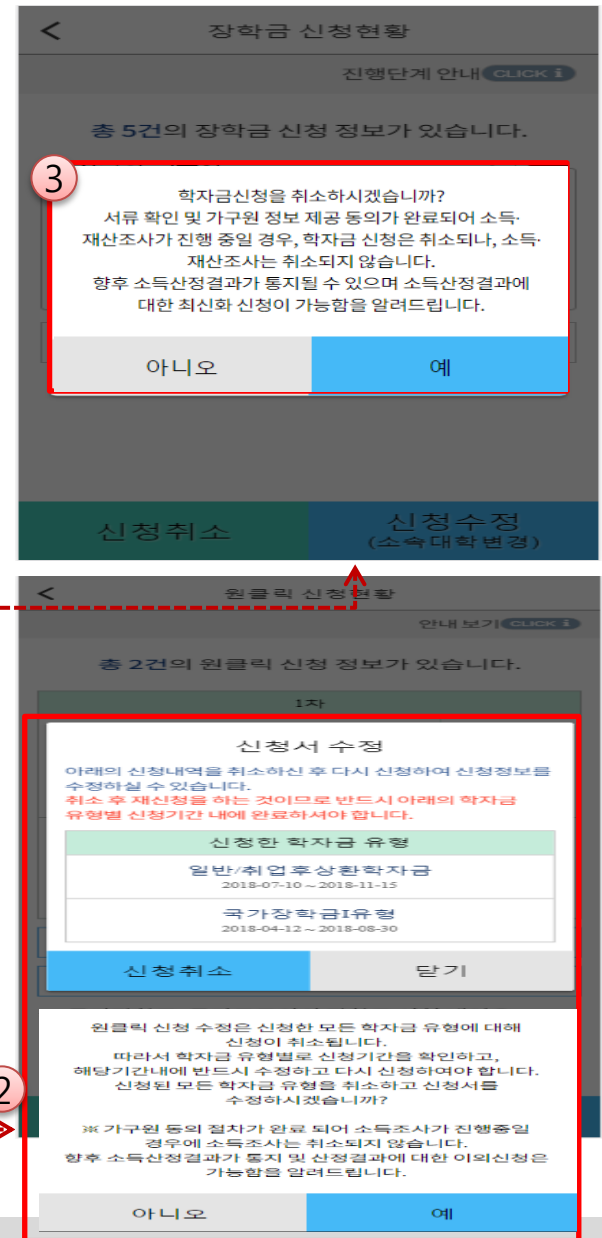 장학금 신청현황
진행단계 안내 CLICK i
총 5건의 장학금 신청 정보가 있습니다.
3
학자금신청을 취소하시겠습니까?
서류 확인 및 가구원 정보 제공 동의가 완료되어 소득·
재산조사가 진행 중일 경우, 학자금 신청은 취소되나, 소득·
재산조사는 취소되지 않습니다.
향후 소득산정결과가 통지될 수 있으며 소득산정결과에
대한 최신화 신청이 가능함을 알려드립니다.
아니오 예
신청취소 신청수정
(소속대학변경)
원클릭 신청현황
안내 보기 CLICK i
총 2건의 원클릭 신청 정보가 있습니다.
1차
신청서 수정
아래의 신청내역을 취소하신 후 다시 신청하여 신청정보를
수정하실 수 있습니다.
취소 후 재신청을 하는 것이므로 반드시 아래의 학자금
유형별 신청기간 내에 완료하셔야 합니다.
신청한 학자금 유형
일반/취업후상환학자금
2018-07-10 ~ 2018-11-15
국가장학금I유형
2018-04-12 ~ 2018-08-30
신청취소 닫기
원클릭 신청 수정은 신청한 모든 학자금 유형에 대해
신청이 취소됩니다.
따라서 학자금 유형별로 신청기간을 확인하고,
해당기간내에 반드시 수정하고 다시 신청하여야 합니다.
신청된 모든 학자금 유형을 취소하고 신청서를
수정하시겠습니까?
2
※ 가구원 동의 절차가 완료 되어 소득조사가 진행중일
경우에 소득조사는 취소되지 않습니다.
향후 소득산정결과가 통지 및 산정결과에 대한 이의신청은
가능함을 알려드립니다.
아니오 예